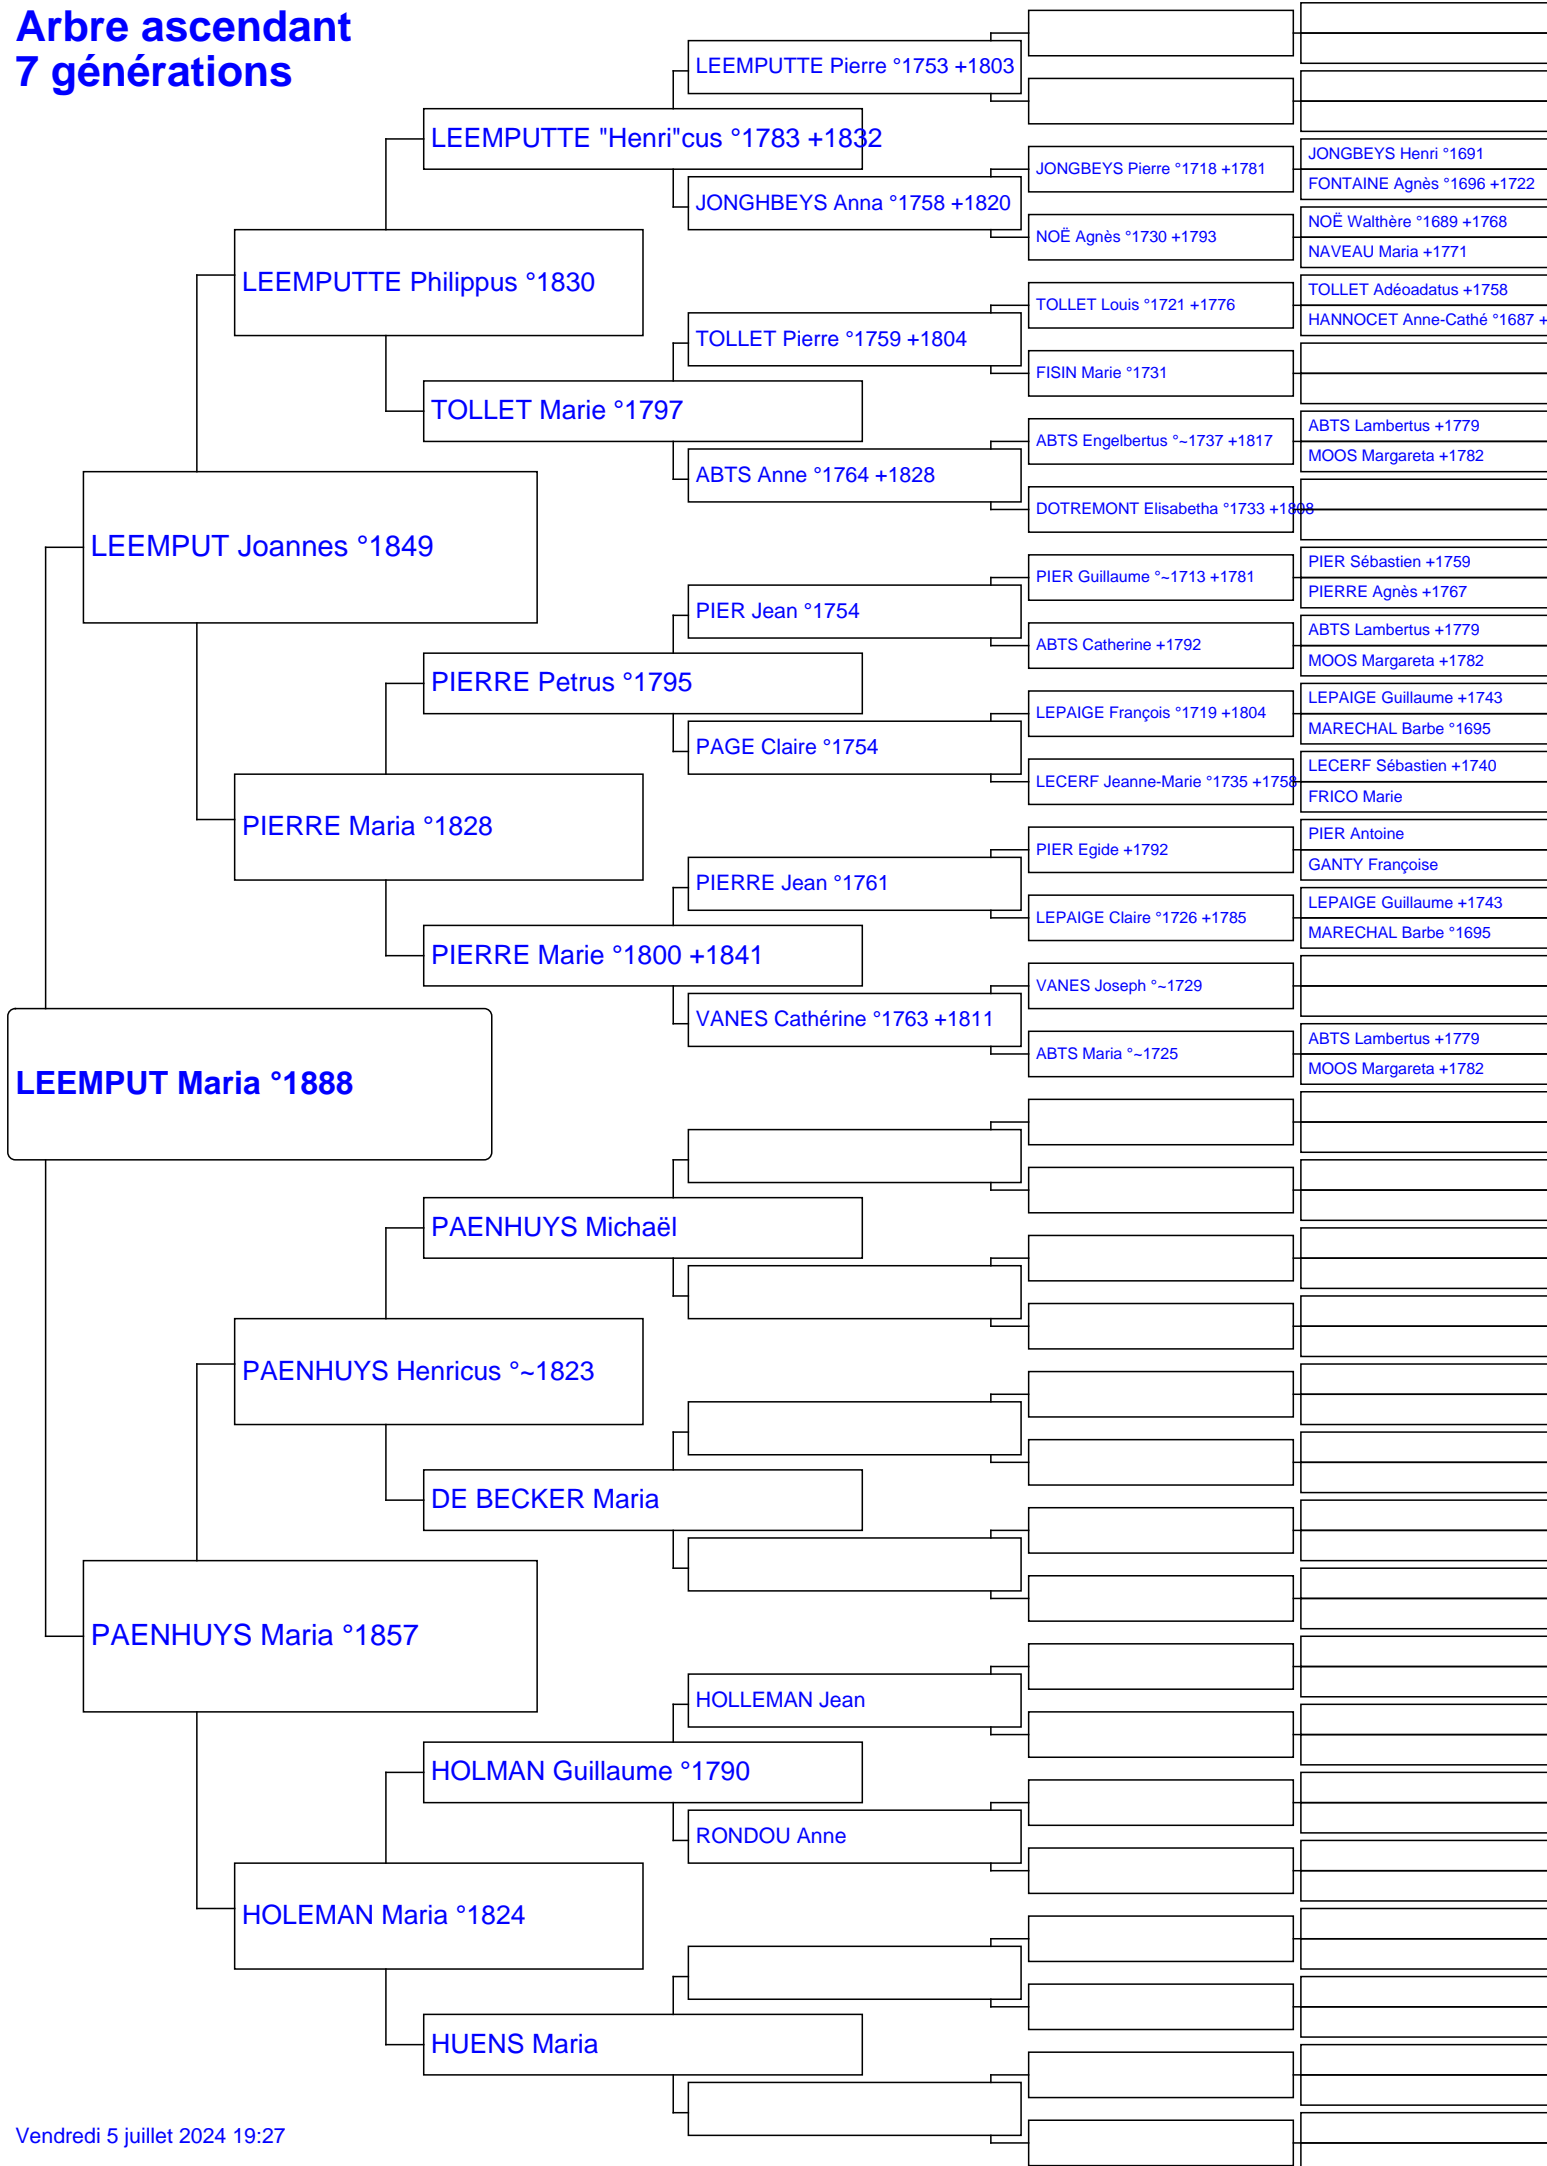 Arbre ascendant
7 générations
LEEMPUTTE Pierre °1753 +1803
LEEMPUTTE "Henri"cus °1783 +1832
JONGBEYS Henri °1691
JONGBEYS Pierre °1718 +1781
FONTAINE Agnès °1696 +1722
JONGHBEYS Anna °1758 +1820
NOË Walthère °1689 +1768
NOË Agnès °1730 +1793
NAVEAU Maria +1771
LEEMPUTTE Philippus °1830
TOLLET Adéoadatus +1758
TOLLET Louis °1721 +1776
HANNOCET Anne-Cathé °1687 +
TOLLET Pierre °1759 +1804
FISIN Marie °1731
TOLLET Marie °1797
ABTS Lambertus +1779
ABTS Engelbertus °~1737 +1817
MOOS Margareta +1782
ABTS Anne °1764 +1828
DOTREMONT Elisabetha °1733 +1808
LEEMPUT Joannes °1849
PIER Sébastien +1759
PIER Guillaume °~1713 +1781
PIERRE Agnès +1767
PIER Jean °1754
ABTS Lambertus +1779
ABTS Catherine +1792
MOOS Margareta +1782
PIERRE Petrus °1795
LEPAIGE Guillaume +1743
LEPAIGE François °1719 +1804
MARECHAL Barbe °1695
PAGE Claire °1754
LECERF Sébastien +1740
LECERF Jeanne-Marie °1735 +1758
FRICO Marie
PIERRE Maria °1828
PIER Antoine
PIER Egide +1792
GANTY Françoise
PIERRE Jean °1761
LEPAIGE Guillaume +1743
LEPAIGE Claire °1726 +1785
MARECHAL Barbe °1695
PIERRE Marie °1800 +1841
VANES Joseph °~1729
VANES Cathérine °1763 +1811
ABTS Lambertus +1779
ABTS Maria °~1725
MOOS Margareta +1782
LEEMPUT Maria °1888
PAENHUYS Michaël
PAENHUYS Henricus °~1823
DE BECKER Maria
PAENHUYS Maria °1857
HOLLEMAN Jean
HOLMAN Guillaume °1790
RONDOU Anne
HOLEMAN Maria °1824
HUENS Maria
Vendredi 5 juillet 2024 19:27